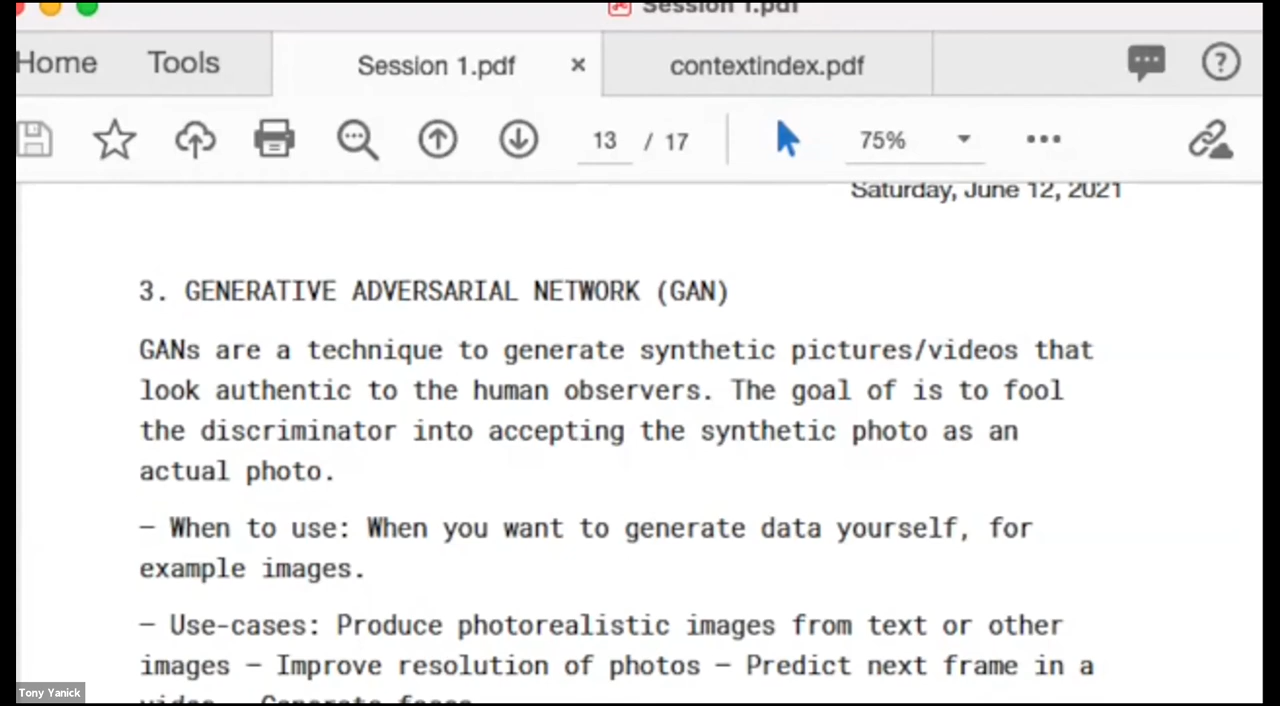 Session 1.pdf
Home Tools Session 1.pdf × contextindex.pdf
13 / 17 75%
Saturday, June 12, 2021
3. GENERATIVE ADVERSARIAL NETWORK (GAN)
GANs are a technique to generate synthetic pictures/videos that
look authentic to the human observers. The goal of is to fool
the discriminator into accepting the synthetic photo as an
actual photo.
— When to use: When you want to generate data yourself, for
example images.
— Use-cases: Produce photorealistic images from text or other
images — Improve resolution of photos — Predict next frame in a
video — Generate faces
Tony Yanick